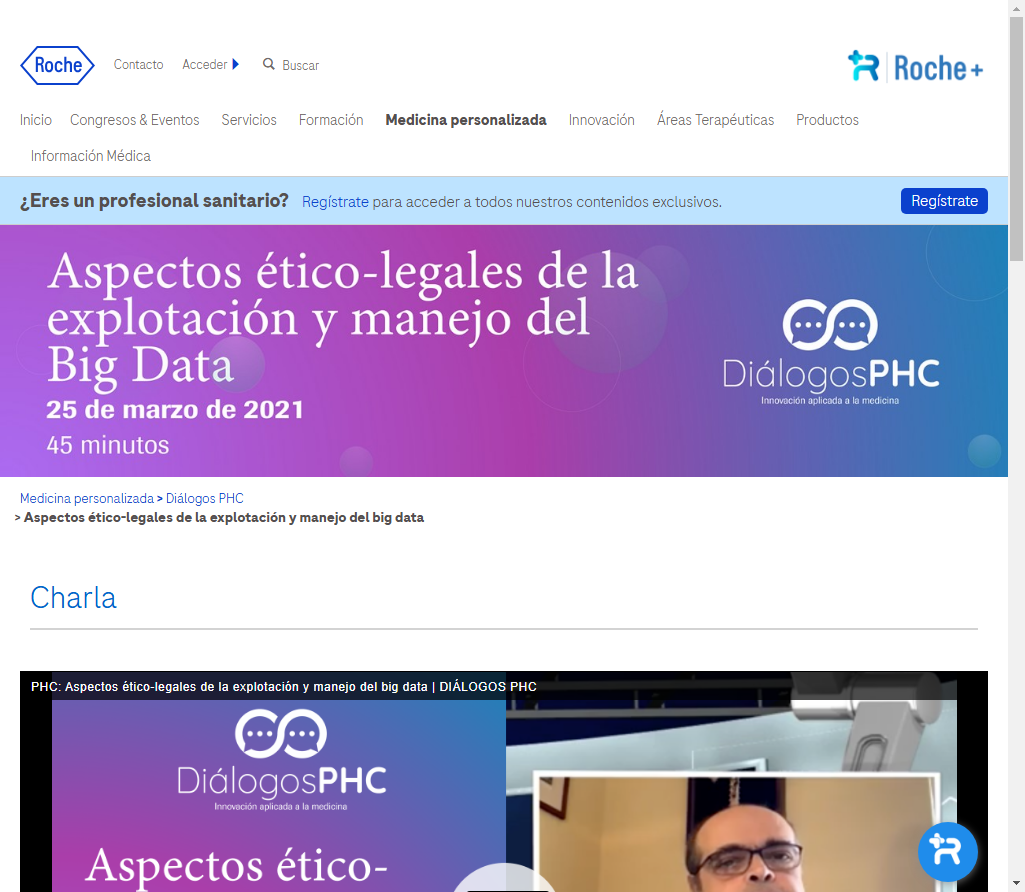 Roche
Contacto
Acceder
Buscar
Roche+
Inicio
Congresos & Eventos
Servicios
Formación
Medicina personalizada
Innovación
Áreas Terapéuticas
Productos
Información Médica
¿Eres un profesional sanitario?
Regístrate para acceder a todos nuestros contenidos exclusivos.
Regístrate
Aspectos ético-legales de la
explotación y manejo del
Big Data
25 de marzo de 2021
45 minutos
DiálogosPHC
Innovación aplicada a la medicina
Medicina personalizada > Diálogos PHC
> Aspectos ético-legales de la explotación y manejo del big data
Charla
PHC: Aspectos ético-legales de la explotación y manejo del big data | DIÁLOGOS PHC
DiálogosPHC
Innovación aplicada a la medicina
Aspectos ético-